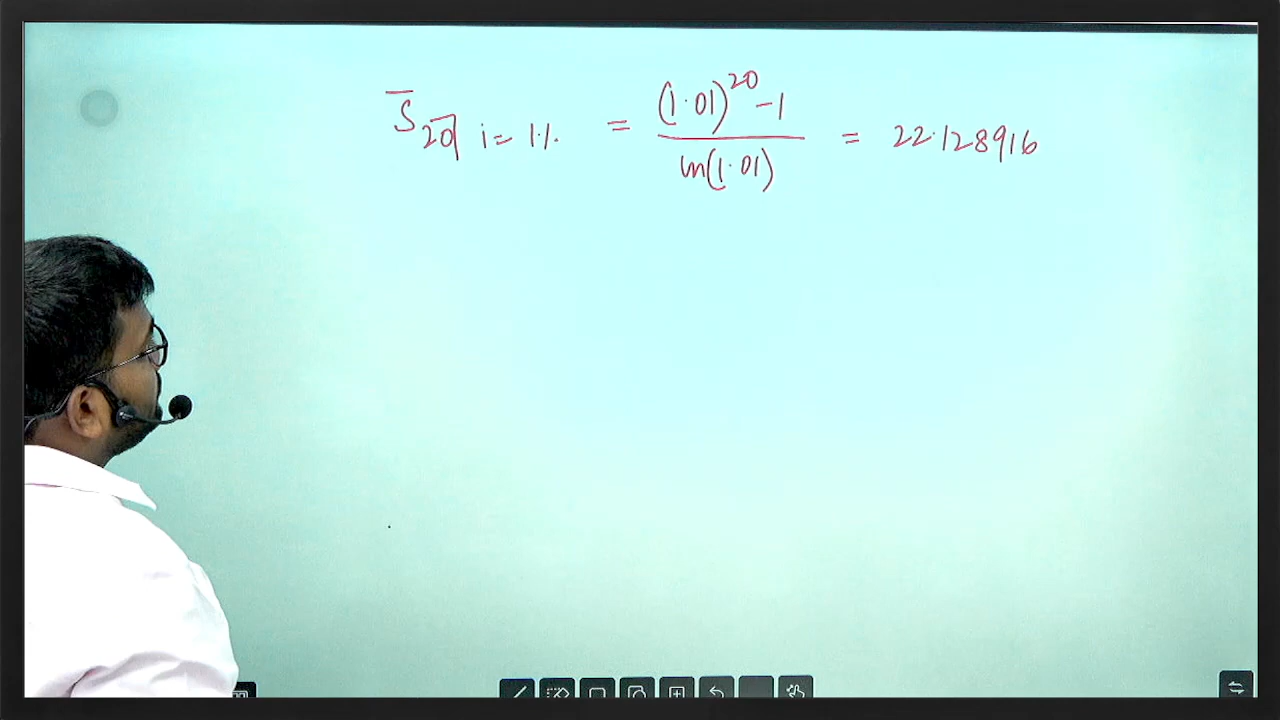 S̄ 20̅| i = 1% = (1·01)^20 - 1 / ln(1·01) = 22.128916